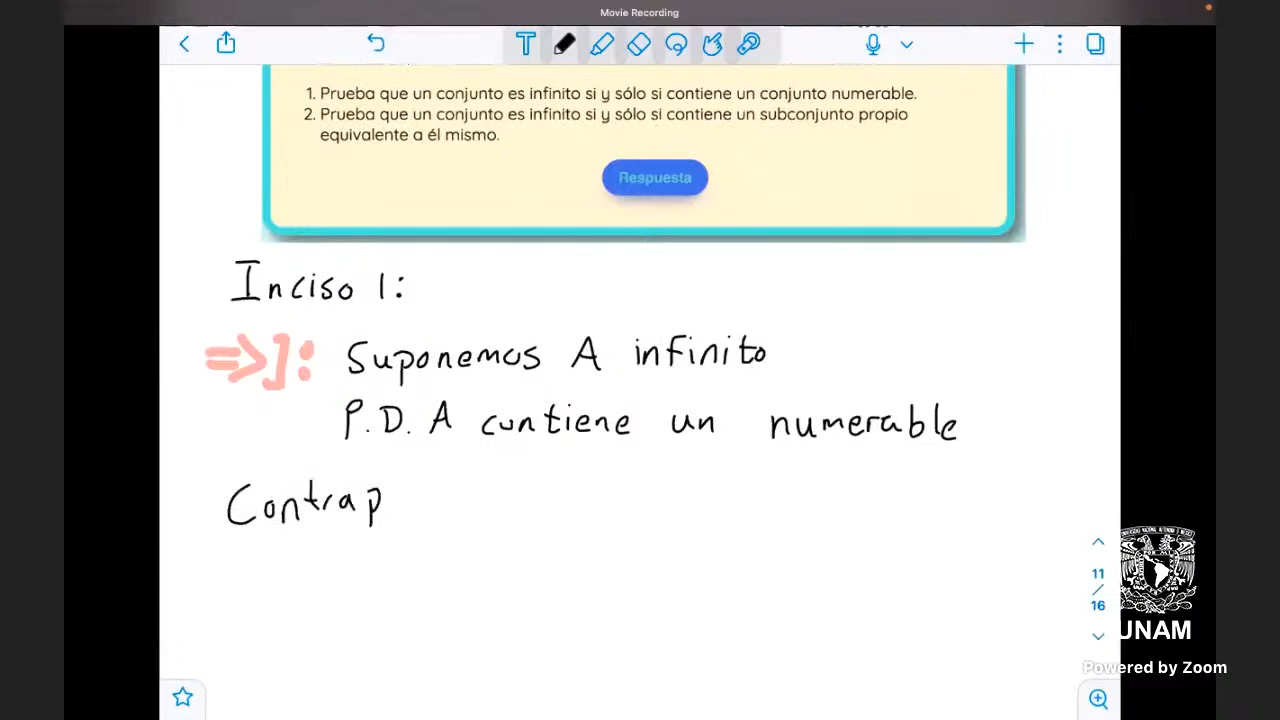 Movie Recording
1. Prueba que un conjunto es infinito si y sólo si contiene un conjunto numerable.
2. Prueba que un conjunto es infinito si y sólo si contiene un subconjunto propio
equivalente a él mismo.
Respuesta
Inciso 1:
=>]: Suponemos A infinito
P.D. A contiene un numerable
Contrap
11
/
16
UNAM
Powered by Zoom